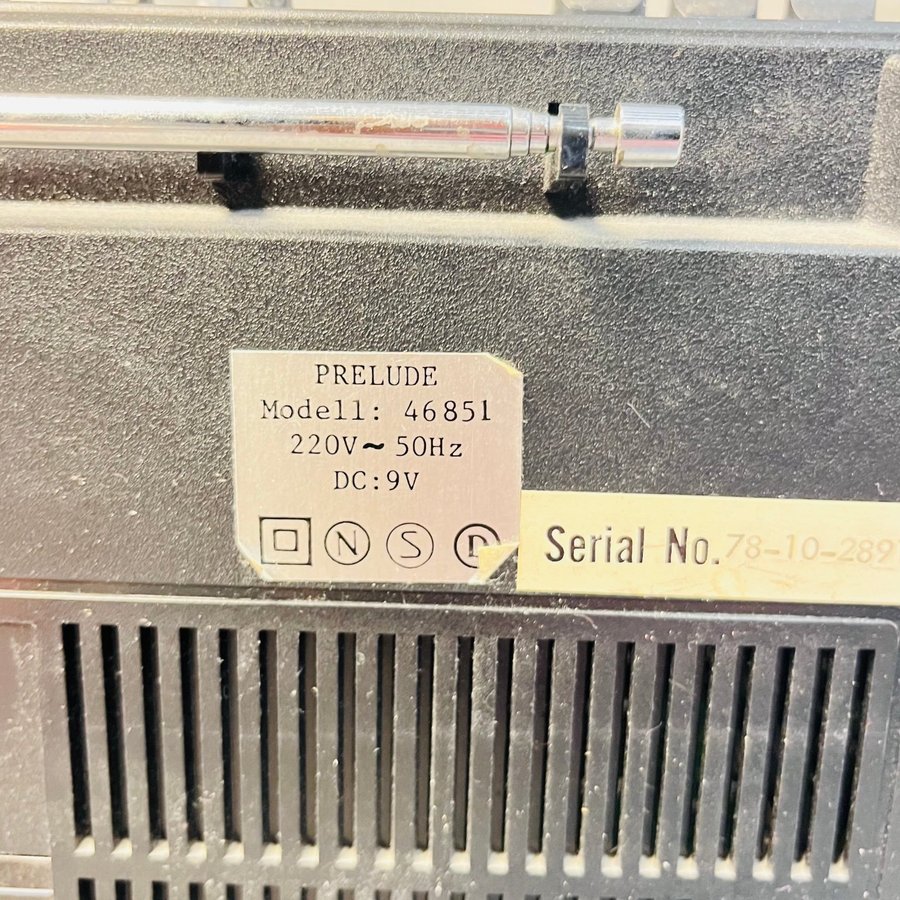 PRELUDE
Modell: 46851
220V~ 50Hz
DC:9V
N S D
Serial No. 78-10-289